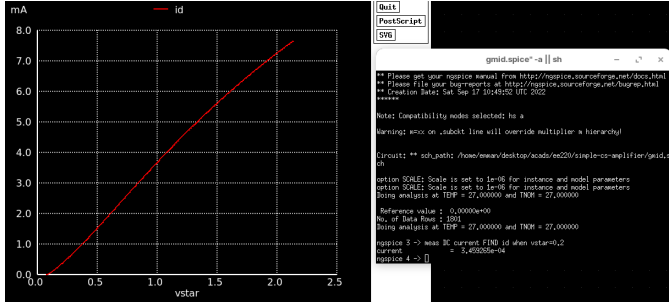 mA
id
8.0
7.0
6.0
5.0
4.0
3.0
2.0
1.0
0.0
0.0
0.5
1.0
1.5
2.0
2.5
vstar
Quit
PostScript
SVG
gmid.spice" -a || sh
** Please get your ngspice manual from http://ngspice.sourceforge.net/docs.html
** Please file your bug-reports at http://ngspice.sourceforge.net/bugrep.html
** Creation Date: Sat Sep 17 10:49:52 UTC 2022
******
Note: Compatibility modes selected: hs a
Warning: m=xx on .subckt line will override multiplier m hierarchy!
Circuit: ** sch_path: /home/emman/desktop/acads/ee220/simple-cs-amplifier/gmid.s
ch
option SCALE: Scale is set to 1e-06 for instance and model parameters
option SCALE: Scale is set to 1e-06 for instance and model parameters
Doing analysis at TEMP = 27.000000 and TNOM = 27.000000
Reference value : 0.00000e+00
No. of Data Rows : 1801
Doing analysis at TEMP = 27.000000 and TNOM = 27.000000
ngspice 3 -> meas DC current FIND id when vstar=0.2
current = 3.459265e-04
ngspice 4 ->